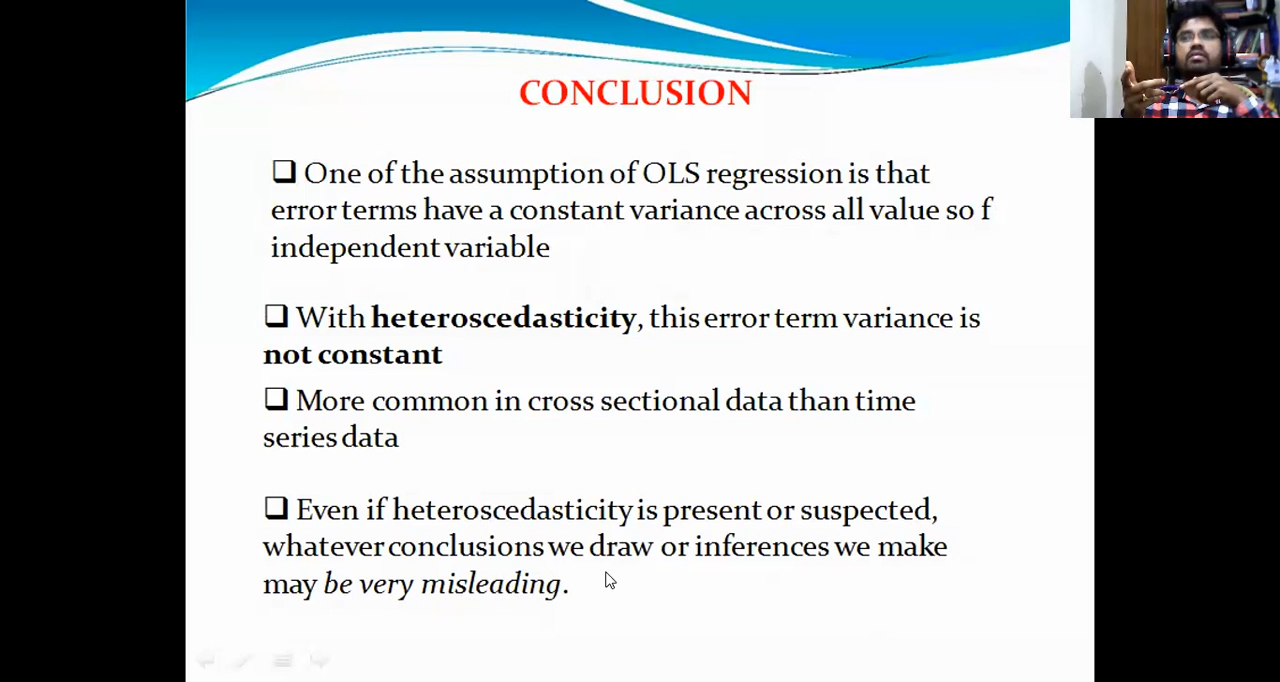 CONCLUSION
❑ One of the assumption of OLS regression is that
error terms have a constant variance across all value so f
independent variable
❑ With heteroscedasticity, this error term variance is
not constant
❑ More common in cross sectional data than time
series data
❑ Even if heteroscedasticity is present or suspected,
whatever conclusions we draw or inferences we make
may be very misleading.